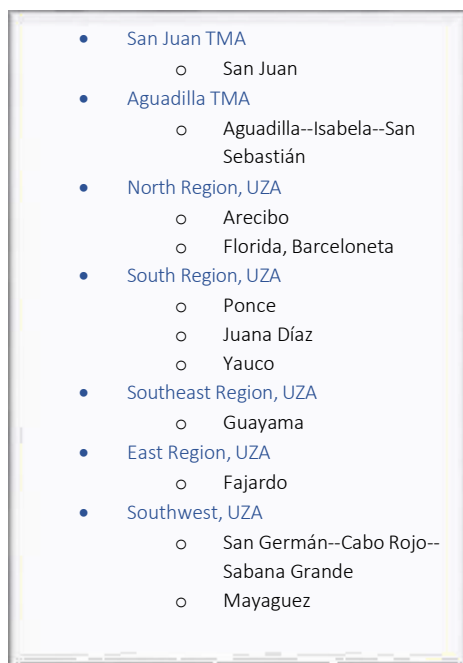 • San Juan TMA
o San Juan
• Aguadilla TMA
o Aguadilla--Isabela--San
Sebastián
• North Region, UZA
o Arecibo
o Florida, Barceloneta
• South Region, UZA
o Ponce
o Juana Díaz
o Yauco
• Southeast Region, UZA
o Guayama
• East Region, UZA
o Fajardo
• Southwest, UZA
o San Germán--Cabo Rojo--
Sabana Grande
o Mayaguez